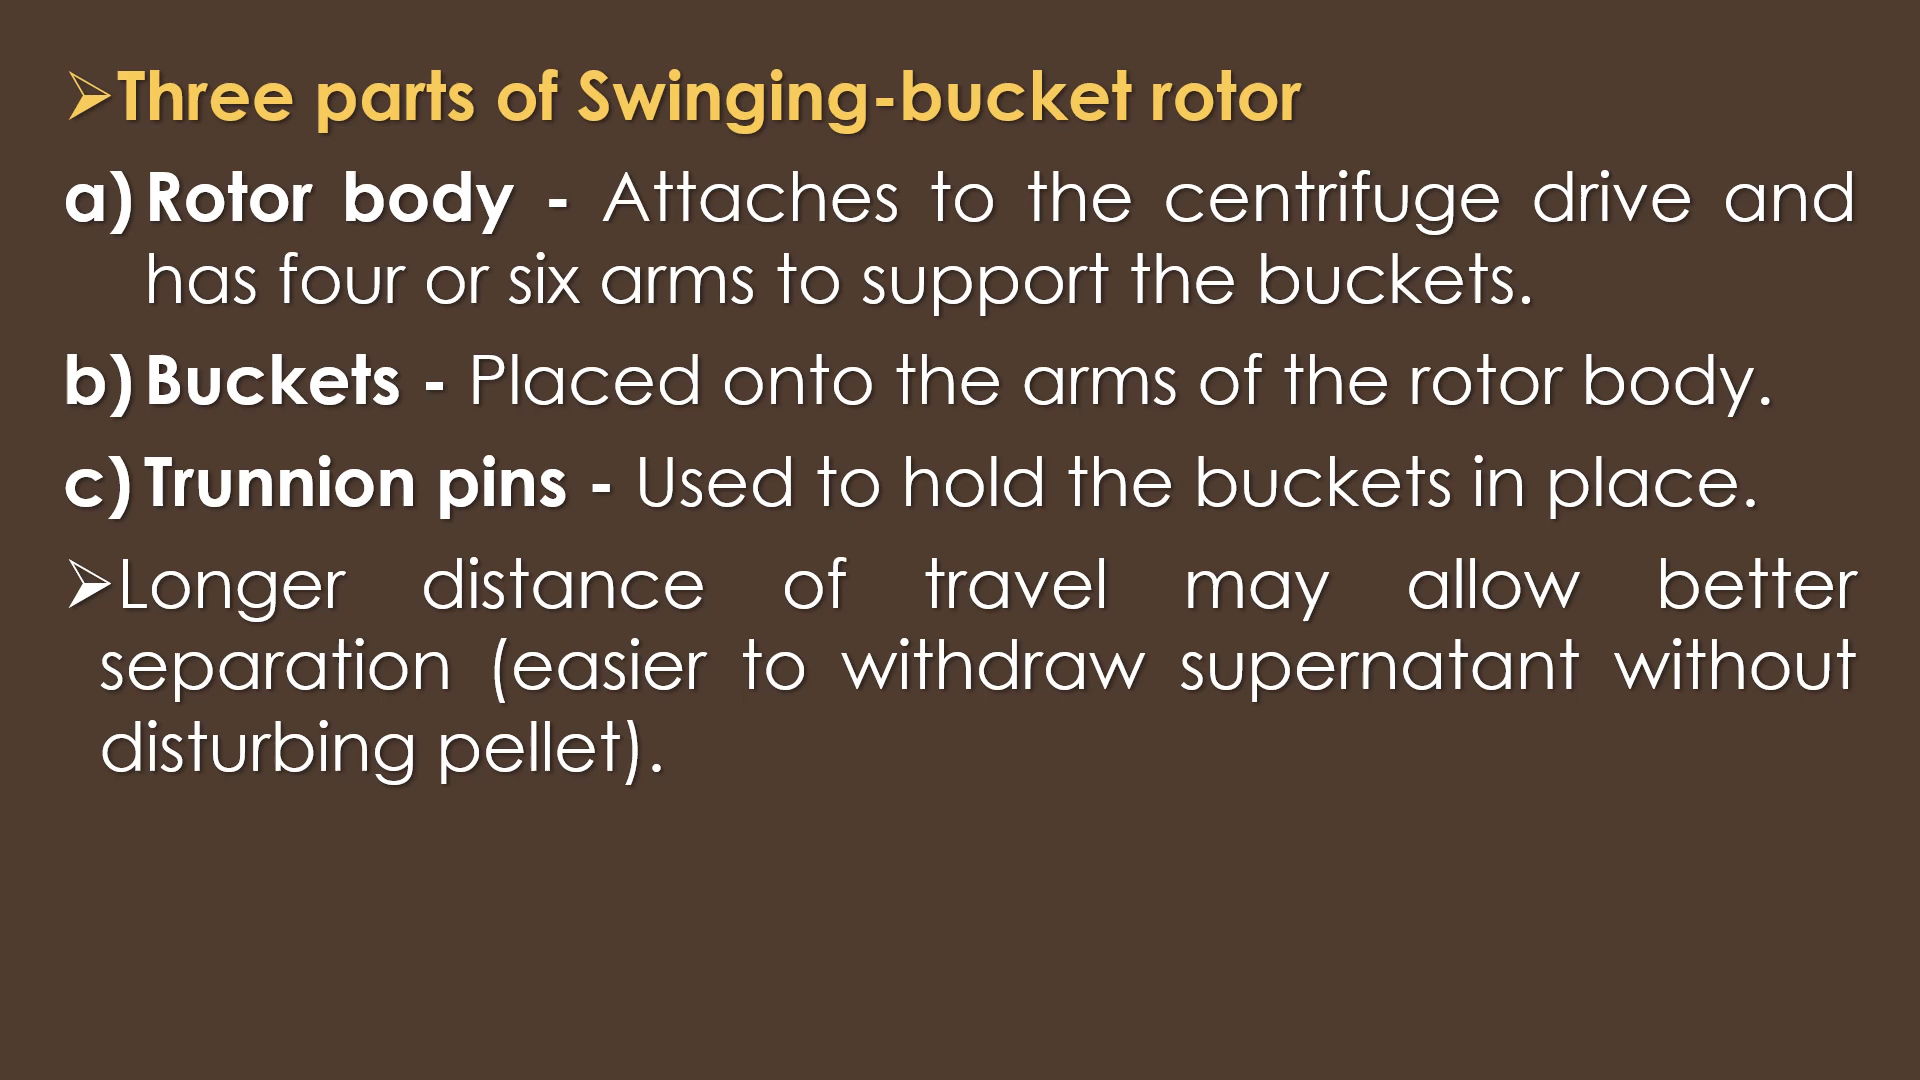 ➢Three parts of Swinging-bucket rotor
a) Rotor body - Attaches to the centrifuge drive and
has four or six arms to support the buckets.
b) Buckets - Placed onto the arms of the rotor body.
c) Trunnion pins - Used to hold the buckets in place.
➢Longer distance of travel may allow better
separation (easier to withdraw supernatant without
disturbing pellet).